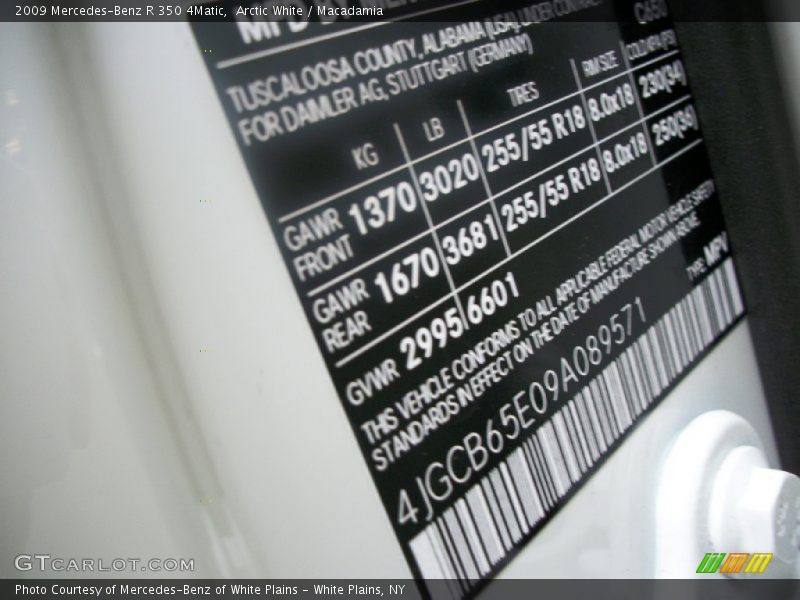 2009 Mercedes-Benz R 350 4Matic, Arctic White / Macadamia
TUSCALOOSA COUNTY, ALABAMA (USA) UNDER CONTRACT
FOR DAIMLER AG, STUTTGART (GERMANY)
KG LB TIRES RIM SIZE
GAWR FRONT 1370 3020 255/55 R18 8.0x18 230(34)
GAWR REAR 1670 3681 255/55 R18 8.0x18 250(36)
GVWR 2995 6601
THIS VEHICLE CONFORMS TO ALL APPLICABLE FEDERAL MOTOR VEHICLE SAFETY
STANDARDS IN EFFECT ON THE DATE OF MANUFACTURE SHOWN ABOVE.
TYPE: MPV
4JGCB65E09A089571
GTCARLOT.COM
Photo Courtesy of Mercedes-Benz of White Plains - White Plains, NY